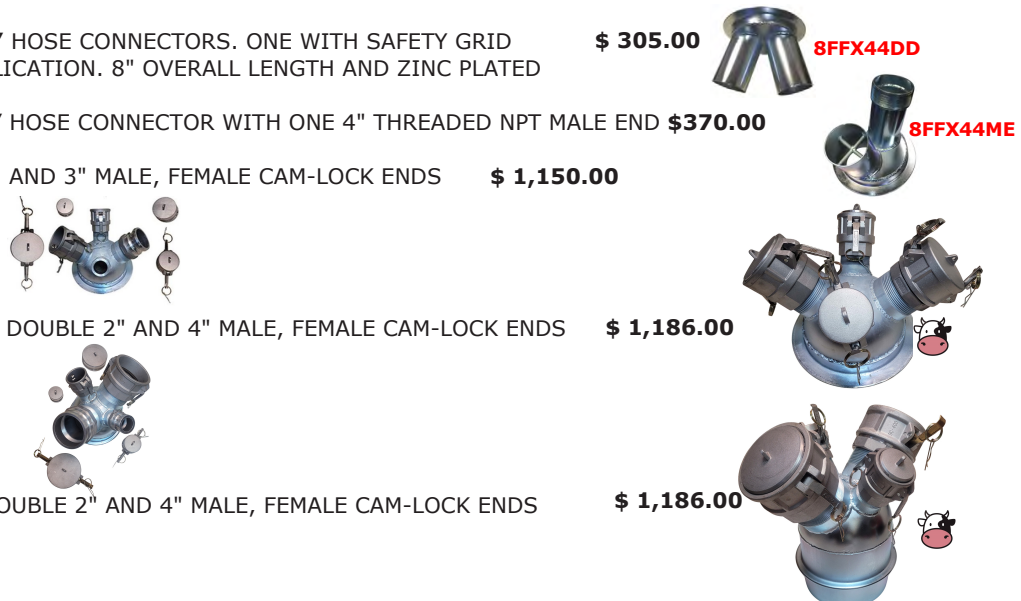 HOSE CONNECTORS. ONE WITH SAFETY GRID $ 305.00
8" OVERALL LENGTH AND ZINC PLATED
8FFX44DD
HOSE CONNECTOR WITH ONE 4" THREADED NPT MALE END $370.00
8FFX44ME
AND 3" MALE, FEMALE CAM-LOCK ENDS $ 1,150.00
DOUBLE 2" AND 4" MALE, FEMALE CAM-LOCK ENDS $ 1,186.00
OUBLE 2" AND 4" MALE, FEMALE CAM-LOCK ENDS $ 1,186.00